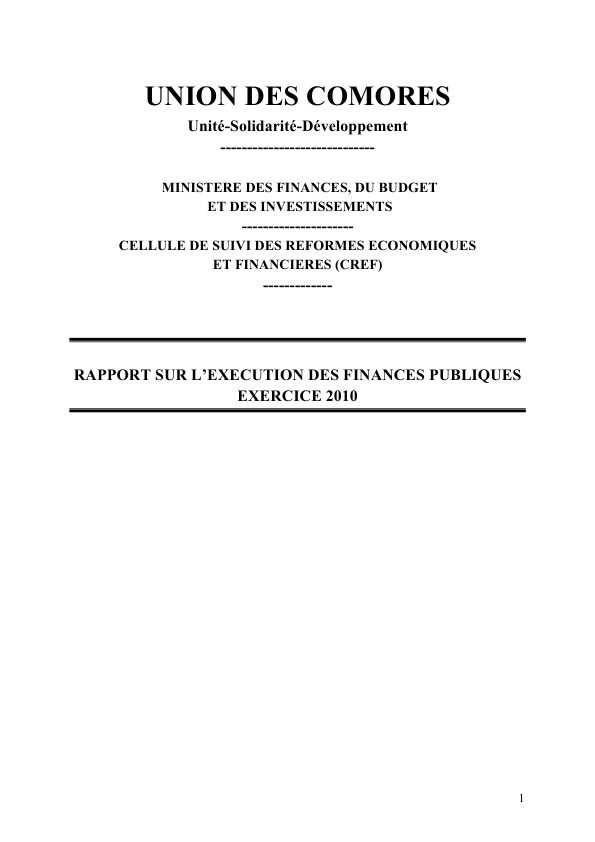 UNION DES COMORES
Unité-Solidarité-Développement
-----------------------------
MINISTERE DES FINANCES, DU BUDGET
ET DES INVESTISSEMENTS
---------------------
CELLULE DE SUIVI DES REFORMES ECONOMIQUES
ET FINANCIERES (CREF)
-------------
RAPPORT SUR L’EXECUTION DES FINANCES PUBLIQUES
EXERCICE 2010
1